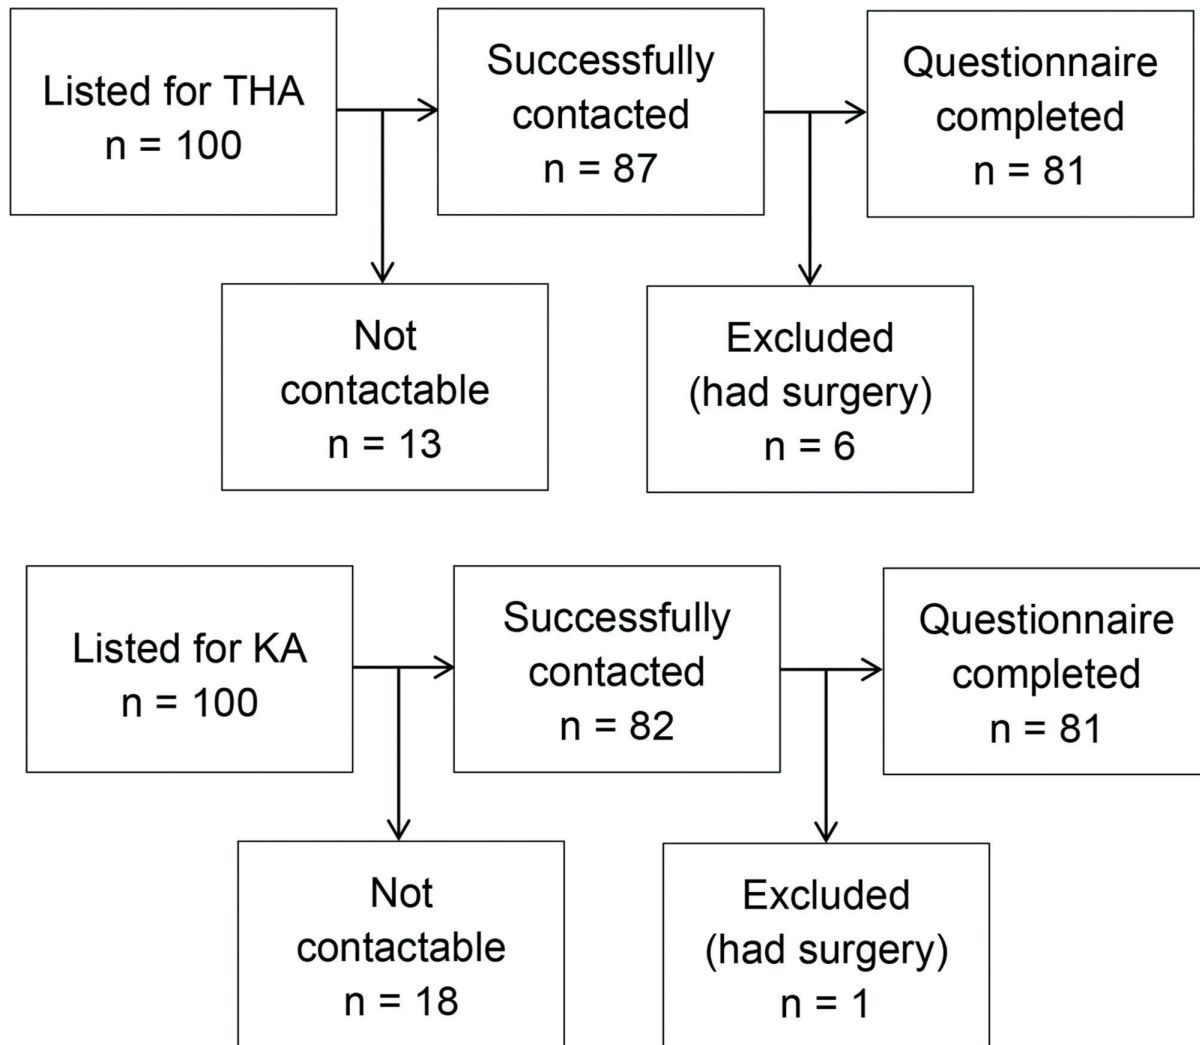 Listed for THA
n = 100
Successfully
contacted
n = 87
Questionnaire
completed
n = 81
Not
contactable
n = 13
Excluded
(had surgery)
n = 6
Listed for KA
n = 100
Successfully
contacted
n = 82
Questionnaire
completed
n = 81
Not
contactable
n = 18
Excluded
(had surgery)
n = 1